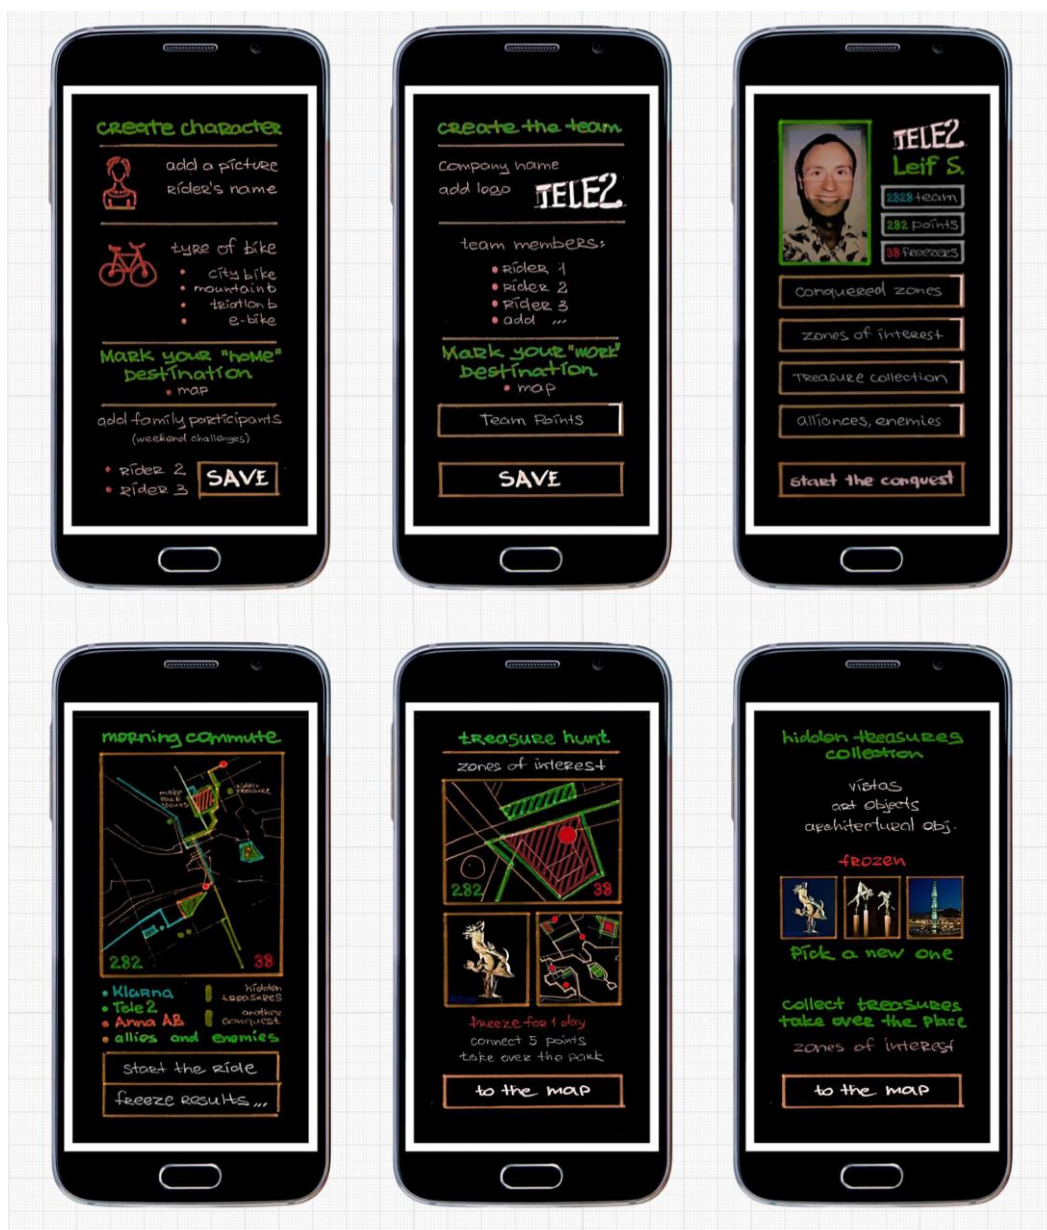 create character
add a picture
Rider's name
type of bike
city bike
mountain b
triatlon b
e-bike
Mark your "home"
Destination
map
add family participants
(weekend challenges)
Rider 2
Rider 3
SAVE
create the team
Company name
add logo
TELE2
team members:
Rider 1
Rider 2
Rider 3
add ...
Mark your "work"
Destination
map
Team Points
SAVE
TELE2
Leif S.
2828 team
282 points
38 freezers
conquered zones
zones of interest
Treasure collection
alliances, enemies
start the conquest
morning commute
make
park
hidden
treasure
282
38
Klarna
Tele2
Anna AB
allies and enemies
hidden
treasures
another
conquest
start the ride
freeze results ...
treasure hunt
zones of interest
282
38
freeze for 1 day
connect 5 points
take over the park
to the map
hidden treasures
collection
vistas
art objects
architectural obj.
frozen
Pick a new one
collect treasures
take over the place
zones of interest
to the map